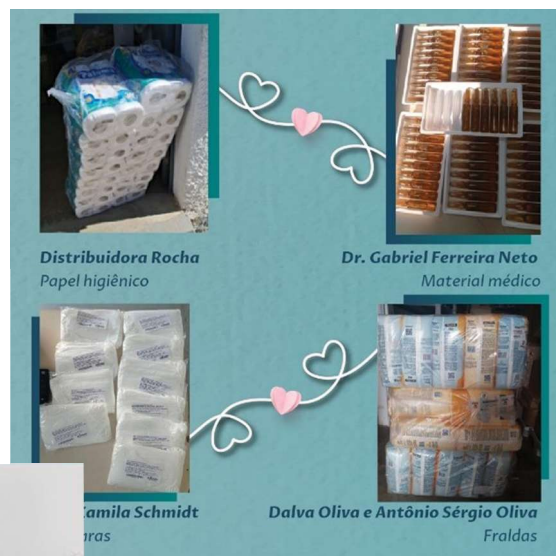 Distribuidora Rocha
Papel higiênico
Dr. Gabriel Ferreira Neto
Material médico
Camila Schmidt
Dalva Oliva e Antônio Sérgio Oliva
Fraldas